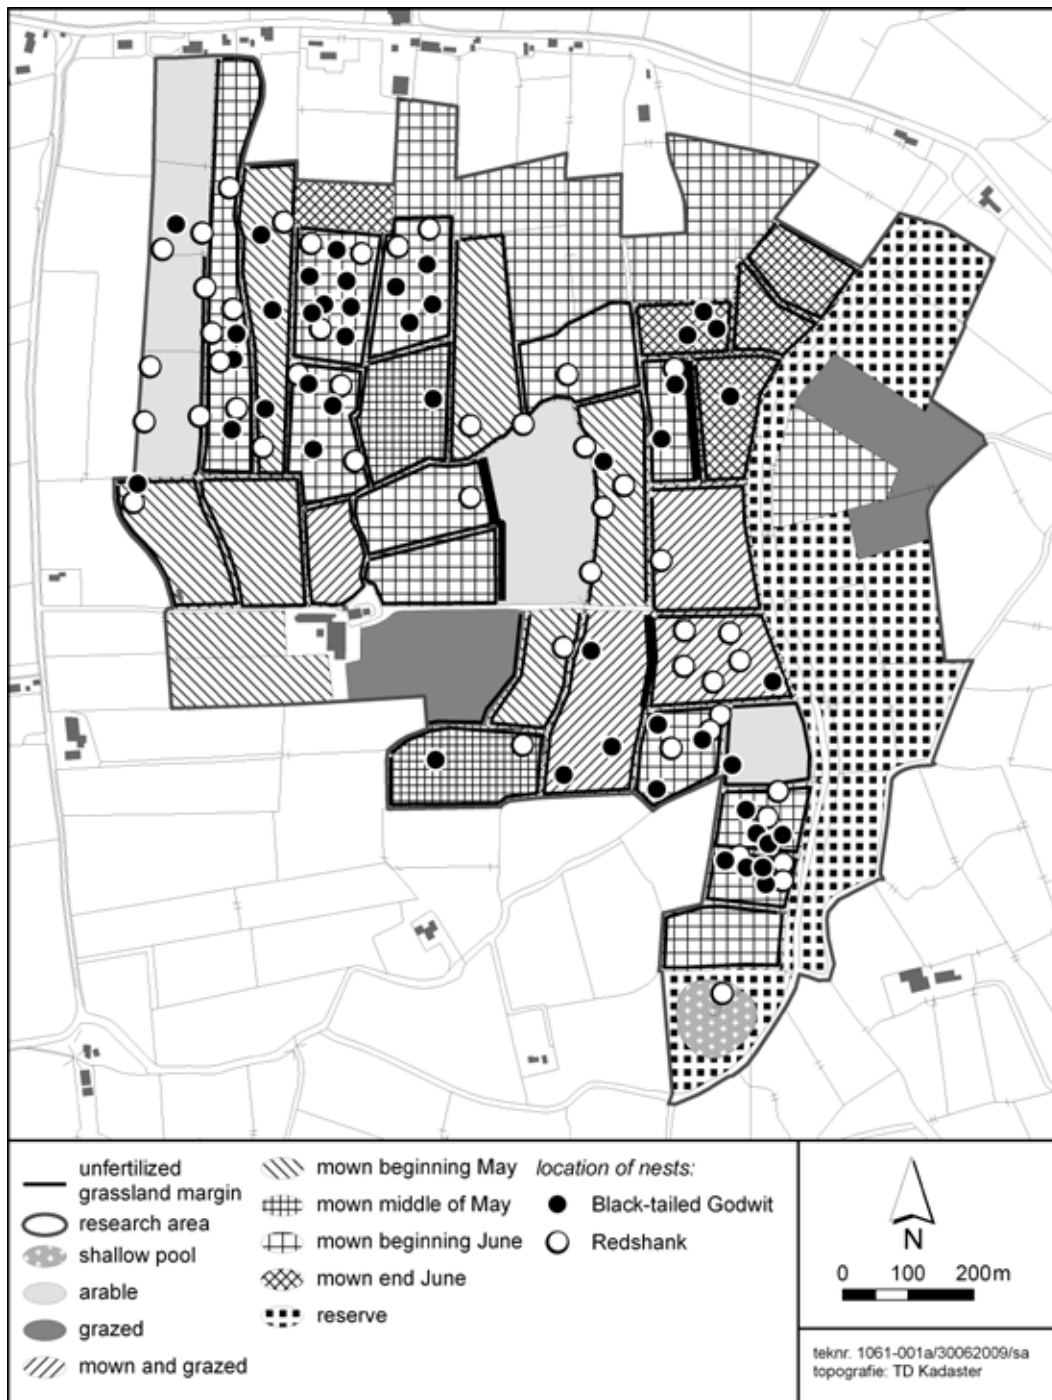 unfertilized
grassland margin
research area
shallow pool
arable
grazed
mown and grazed
mown beginning May
mown middle of May
mown beginning June
mown end June
reserve
location of nests:
Black-tailed Godwit
Redshank
N
0 100 200m
teknr. 1061-001a/30062009/sa
topografie: TD Kadaster